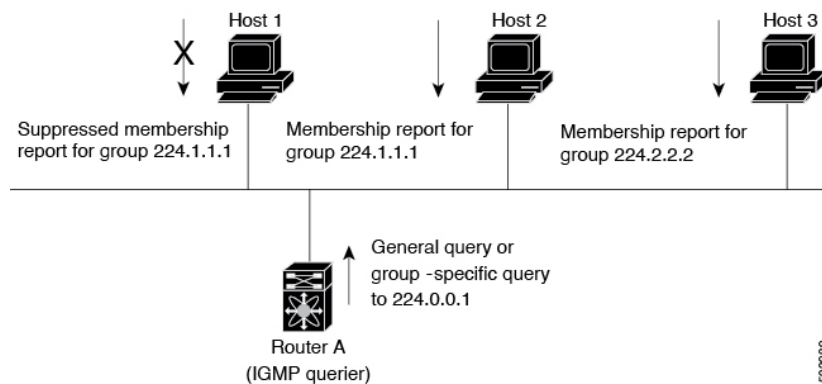 Host 1
Host 2
Host 3
X
Suppressed membership
report for group 224.1.1.1
Membership report for
group 224.1.1.1
Membership report for
group 224.2.2.2
General query or
group -specific query
to 224.0.0.1
Router A
(IGMP querier)